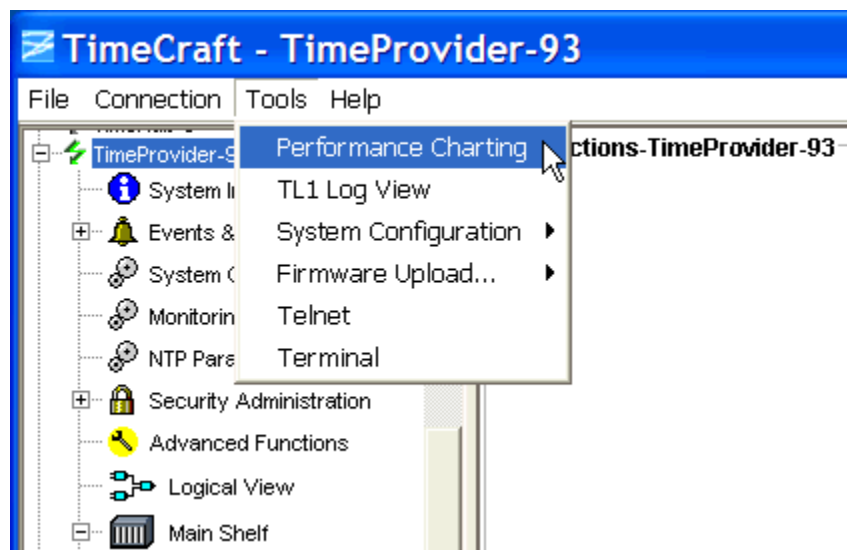 TimeCraft - TimeProvider-93
File Connection Tools Help
TimeProvider-9
Performance Charting
ctions-TimeProvider-93
System I
TL1 Log View
Events &
System Configuration
System C
Firmware Upload...
Monitorin
Telnet
NTP Para
Terminal
Security Administration
Advanced Functions
Logical View
Main Shelf